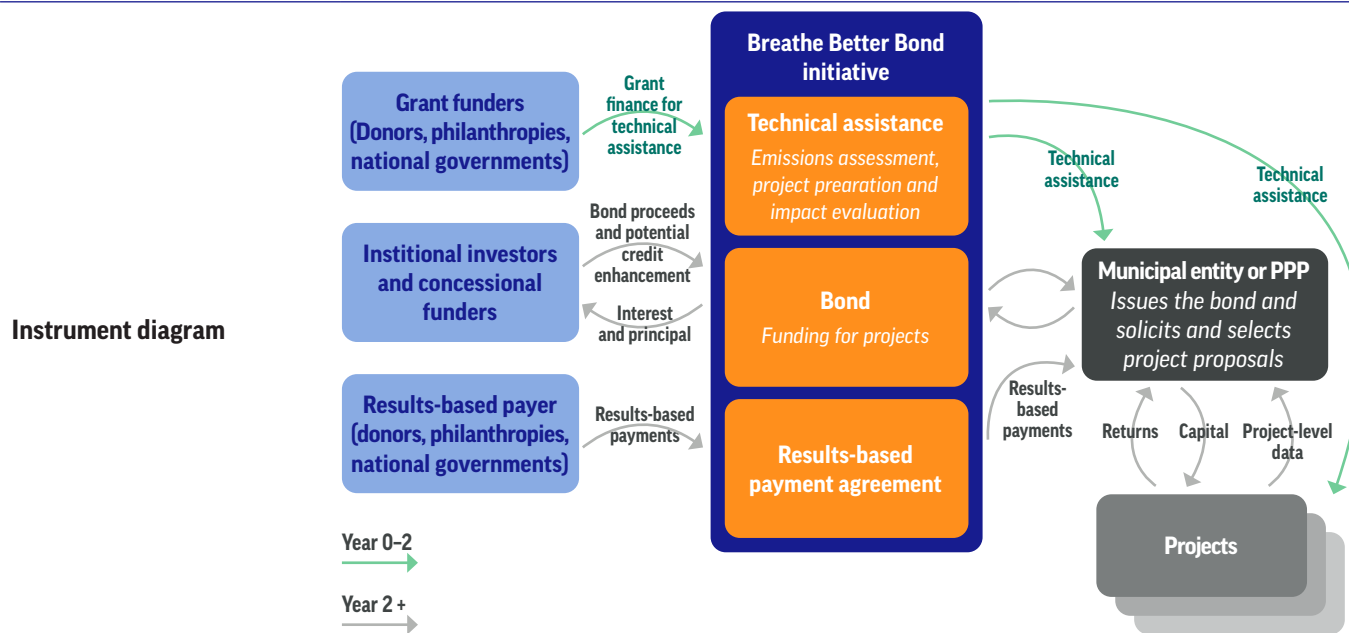 Instrument diagram
Grant funders
(Donors, philanthropies,
national governments)
Grant
finance for
technical
assistance
Institutional investors
and concessional
funders
Bond proceeds
and potential
credit
enhancement
Interest
and principal
Results-based payer
(donors, philanthropies,
national governments)
Results-based
payments
Year 0–2
Year 2 +
Breathe Better Bond
initiative
Technical assistance
Emissions assessment,
project prearation and
impact evaluation
Bond
Funding for projects
Results-based
payment agreement
Technical
assistance
Technical
assistance
Municipal entity or PPP
Issues the bond and
solicits and selects
project proposals
Results-
based
payments
Returns
Capital
Project-level
data
Projects